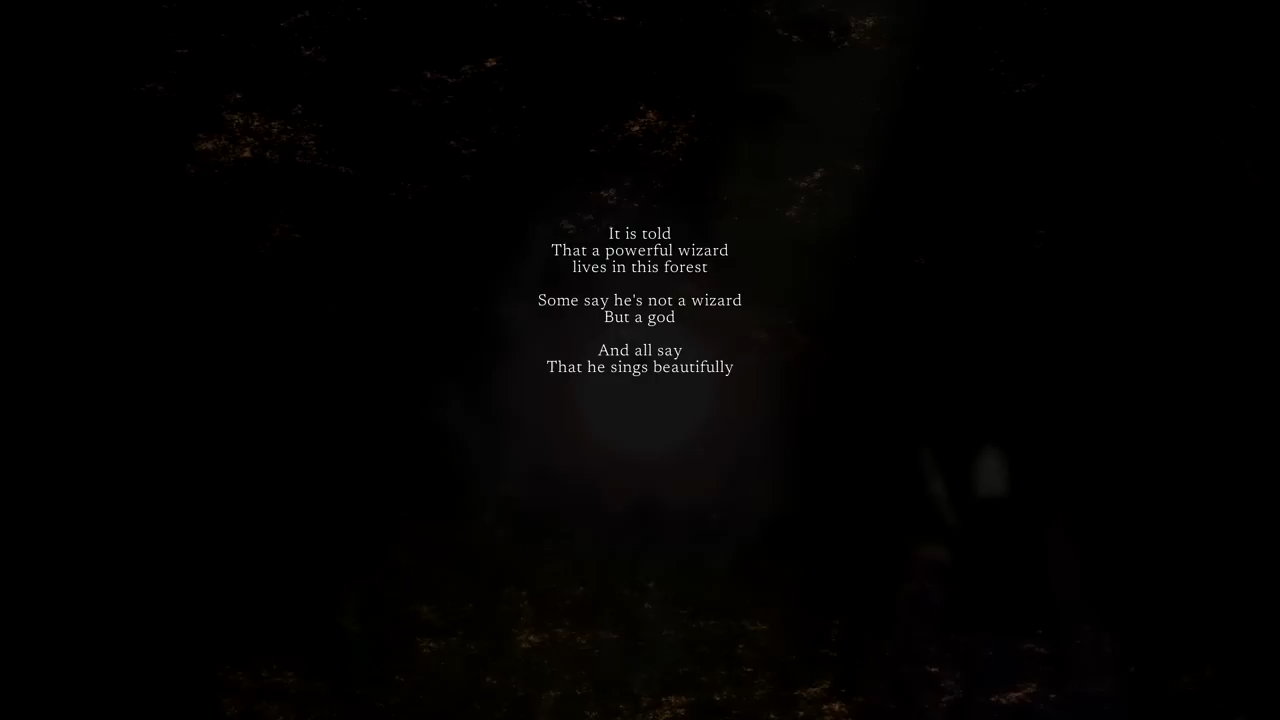 It is told
That a powerful wizard
lives in this forest
Some say he's not a wizard
But a god
And all say
That he sings beautifully